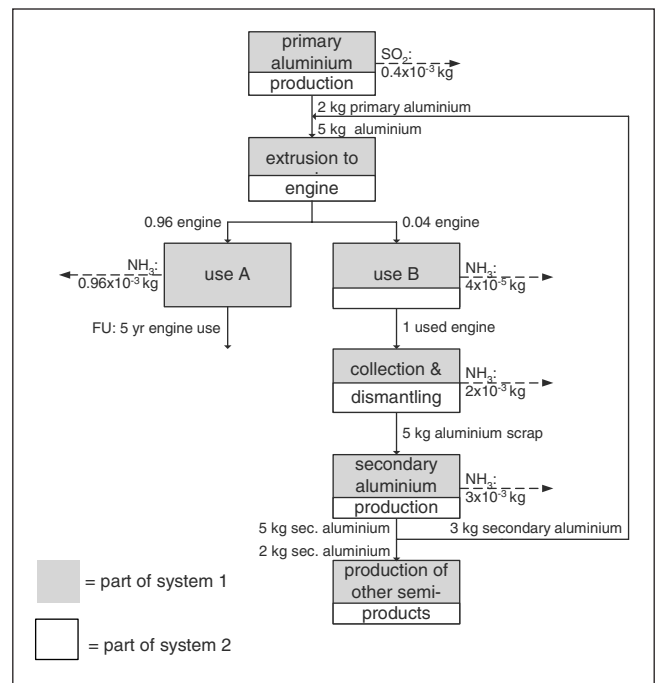 primary
aluminium
production
SO₂:
0.4x10⁻³ kg
2 kg primary aluminium
5 kg aluminium
extrusion to
engine
0.96 engine
0.04 engine
NH₃:
0.96x10⁻³ kg
use A
use B
NH₃:
4x10⁻⁵ kg
FU: 5 yr engine use
1 used engine
collection &
dismantling
NH₃:
2x10⁻³ kg
5 kg aluminium scrap
secondary
aluminium
production
NH₃:
3x10⁻³ kg
5 kg sec. aluminium
3 kg secondary aluminium
2 kg sec. aluminium
production of
other semi-
products
= part of system 1
= part of system 2